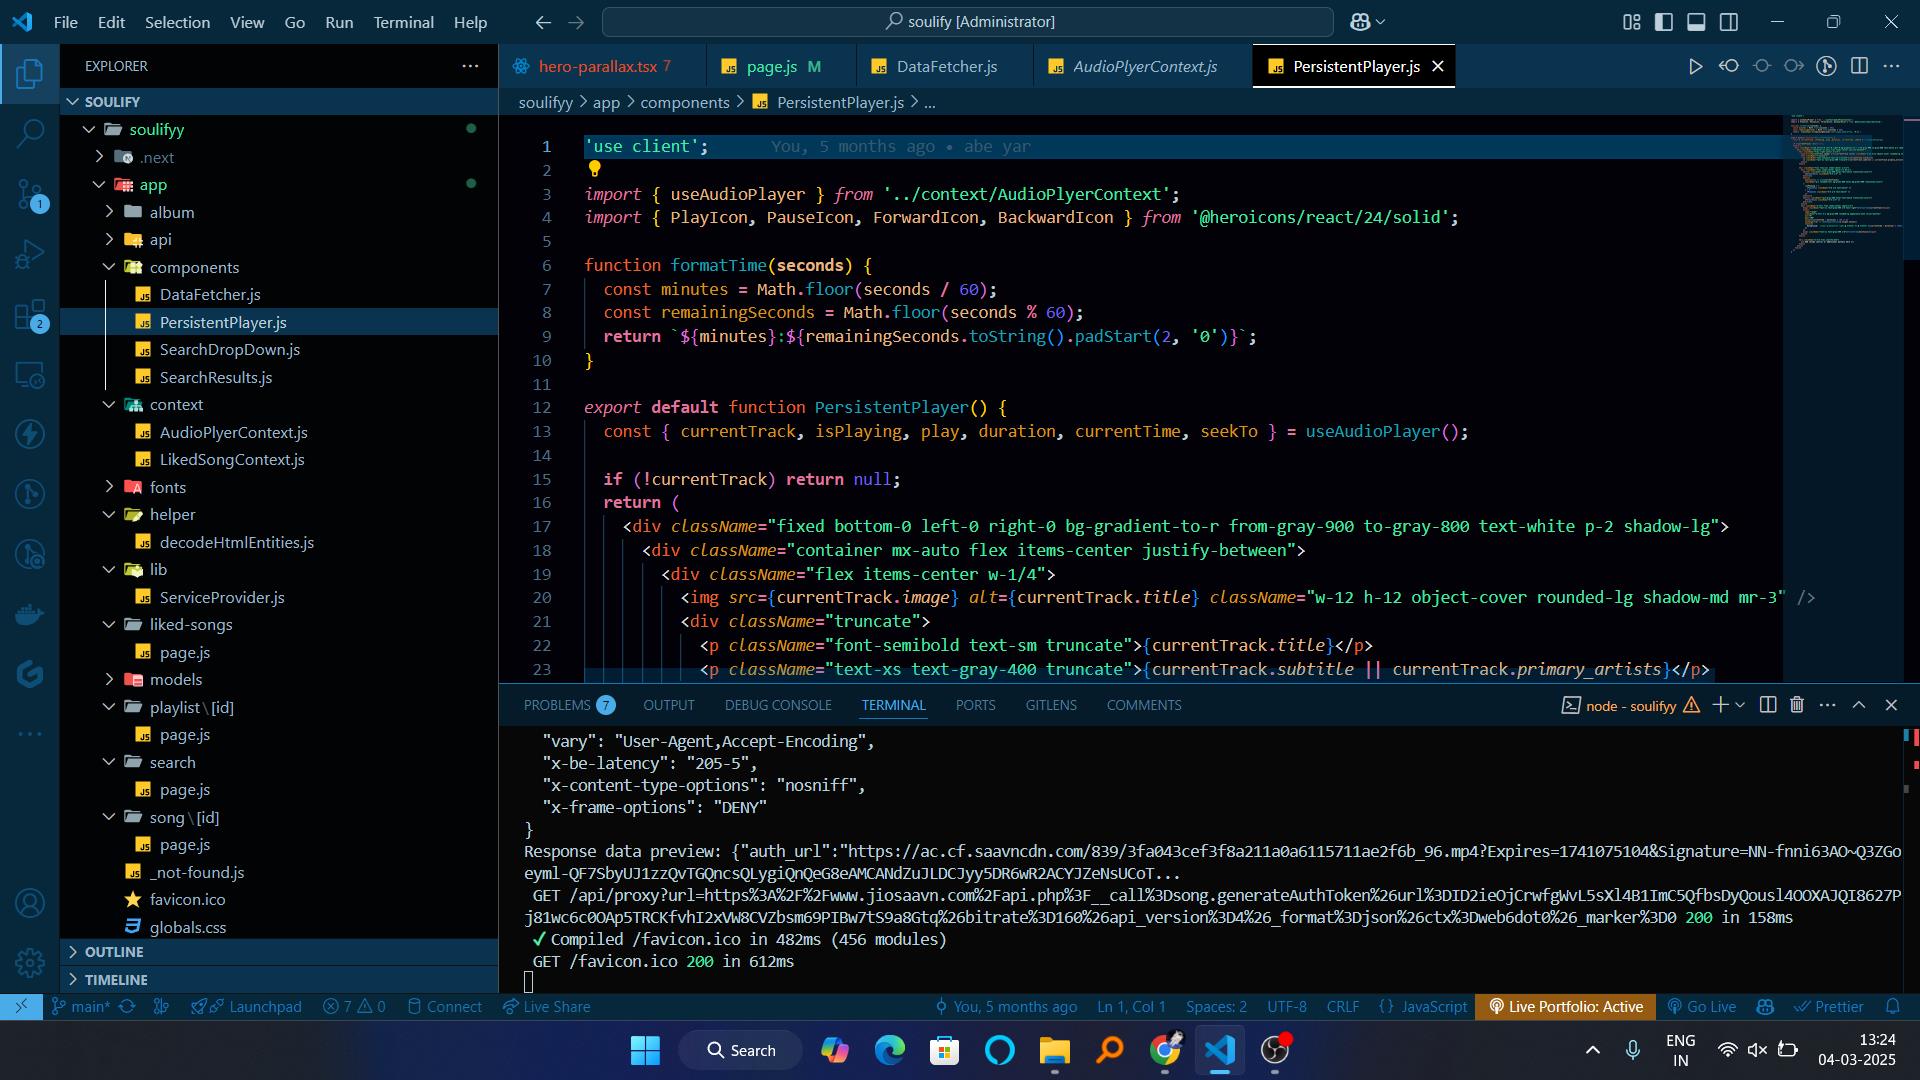 File Edit Selection View Go Run Terminal Help
soulify [Administrator]
EXPLORER
SOULIFY
soulifyy
.next
app
album
api
components
DataFetcher.js
PersistentPlayer.js
SearchDropDown.js
SearchResults.js
context
AudioPlyerContext.js
LikedSongContext.js
fonts
helper
decodeHtmlEntities.js
lib
ServiceProvider.js
liked-songs
page.js
models
playlist\[id]
page.js
search
page.js
song\[id]
page.js
_not-found.js
favicon.ico
globals.css
OUTLINE
TIMELINE
1
2
hero-parallax.tsx 7
page.js M
DataFetcher.js
AudioPlyerContext.js
PersistentPlayer.js
soulifyy > app > components > PersistentPlayer.js > ...
1 'use client'; You, 5 months ago • abe yar
2
3 import { useAudioPlayer } from '../context/AudioPlyerContext';
4 import { PlayIcon, PauseIcon, ForwardIcon, BackwardIcon } from '@heroicons/react/24/solid';
5
6 function formatTime(seconds) {
7 const minutes = Math.floor(seconds / 60);
8 const remainingSeconds = Math.floor(seconds % 60);
9 return `${minutes}:${remainingSeconds.toString().padStart(2, '0')}`;
10 }
11
12 export default function PersistentPlayer() {
13 const { currentTrack, isPlaying, play, duration, currentTime, seekTo } = useAudioPlayer();
14
15 if (!currentTrack) return null;
16 return (
17 <div className="fixed bottom-0 left-0 right-0 bg-gradient-to-r from-gray-900 to-gray-800 text-white p-2 shadow-lg">
18 <div className="container mx-auto flex items-center justify-between">
19 <div className="flex items-center w-1/4">
20 <img src={currentTrack.image} alt={currentTrack.title} className="w-12 h-12 object-cover rounded-lg shadow-md mr-3" />
21 <div className="truncate">
22 <p className="font-semibold text-sm truncate">{currentTrack.title}</p>
23 <p className="text-xs text-gray-400 truncate">{currentTrack.subtitle || currentTrack.primary_artists}</p>
PROBLEMS 7 OUTPUT DEBUG CONSOLE TERMINAL PORTS GITLENS COMMENTS
node - soulifyy
"vary": "User-Agent,Accept-Encoding",
"x-be-latency": "205-5",
"x-content-type-options": "nosniff",
"x-frame-options": "DENY"
}
Response data preview: {"auth_url":"https://ac.cf.saavncdn.com/839/3fa043cef3f8a211a0a6115711ae2f6b_96.mp4?Expires=1741075104&Signature=NN-fnni63AO~Q3ZGo
eyml-QF7SbyUJ1zzQvTGQncsQLygiQnQeG8eAMCANdZuJLDCJyy5DR6wR2ACYJZeNsUCoT...
GET /api/proxy?url=https%3A%2F%2Fwww.jiosaavn.com%2Fapi.php%3F__call%3Dsong.generateAuthToken%26url%3DID2ieOjCrwfgWvL5sXl4B1ImC5QfbsDyQousl4OOXAJQI8627P
j81wc6c0OAp5TRCKfvhI2xVW8CVZbsm69PIBw7tS9a8Gtq%26bitrate%3D160%26api_version%3D4%26_format%3Djson%26ctx%3Dweb6dot0%26_marker%3D0 200 in 158ms
✓ Compiled /favicon.ico in 482ms (456 modules)
GET /favicon.ico 200 in 612ms
main* Launchpad 7 0 Connect Live Share You, 5 months ago Ln 1, Col 1 Spaces: 2 UTF-8 CRLF {} JavaScript Live Portfolio: Active Go Live Prettier
Search
ENG
IN
13:24
04-03-2025